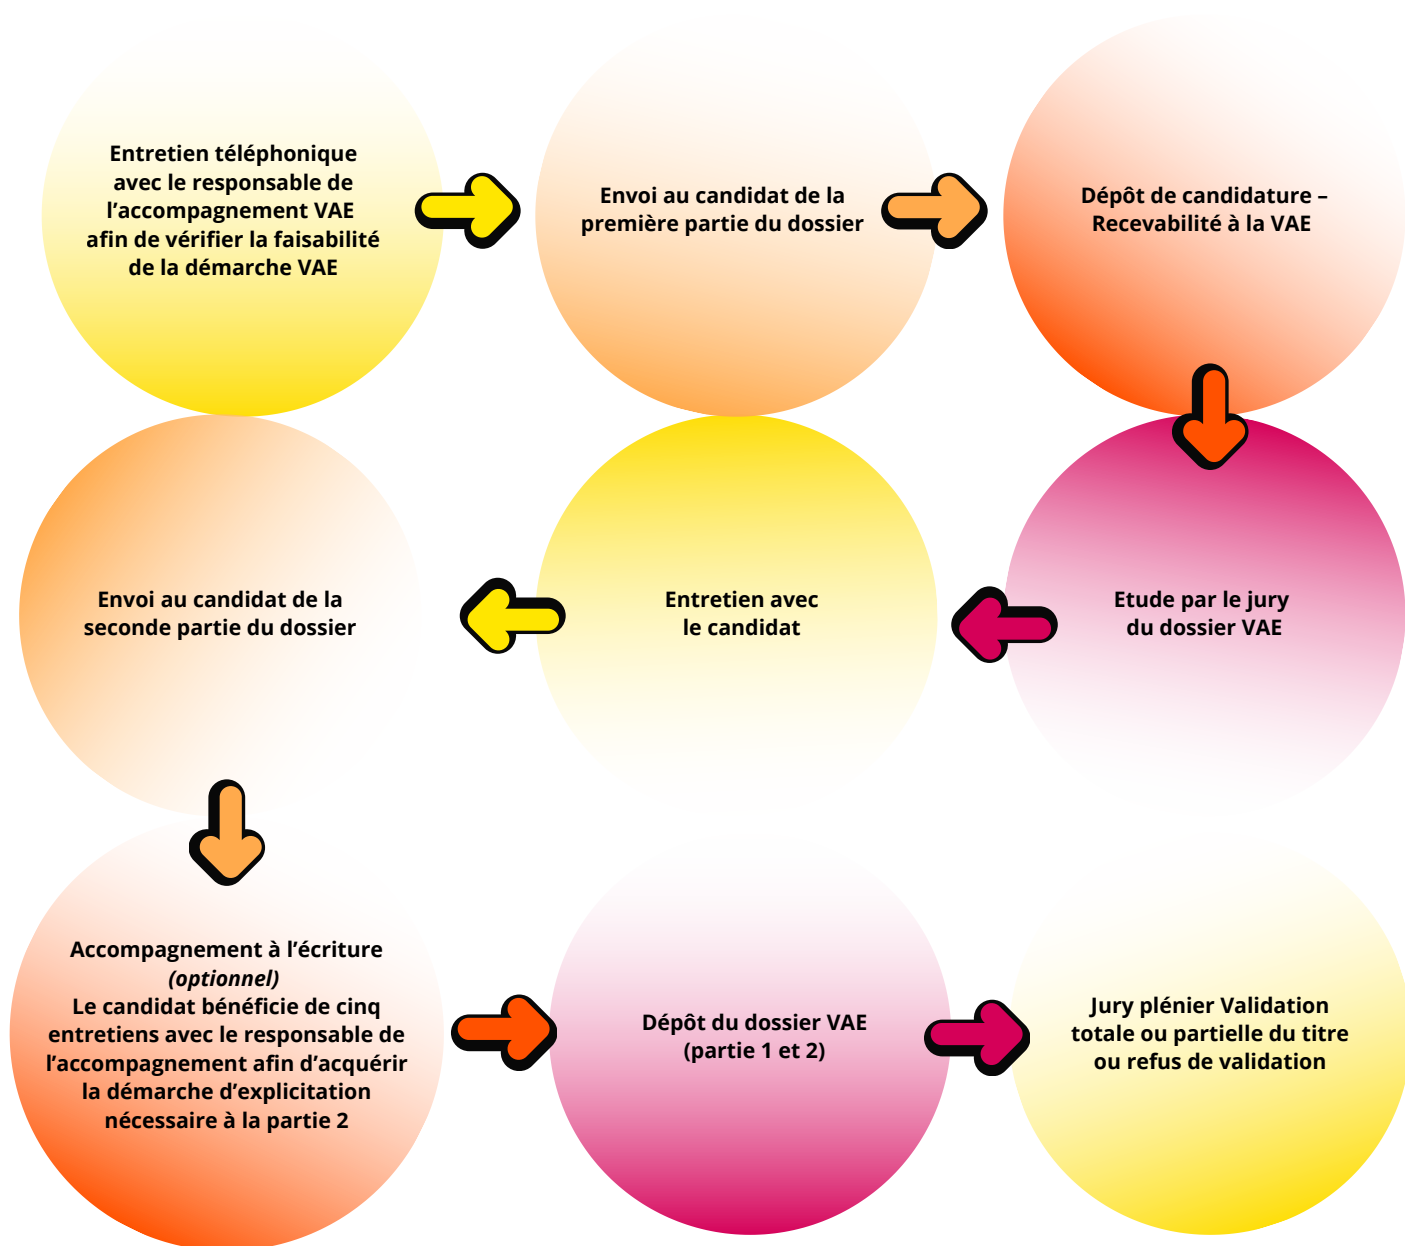 Entretien téléphonique
avec le responsable de
l’accompagnement VAE
afin de vérifier la faisabilité
de la démarche VAE
Envoi au candidat de la
première partie du dossier
Dépôt de candidature –
Recevabilité à la VAE
Etude par le jury
du dossier VAE
Entretien avec
le candidat
Envoi au candidat de la
seconde partie du dossier
Accompagnement à l’écriture
(optionnel)
Le candidat bénéficie de cinq
entretiens avec le responsable de
l’accompagnement afin d’acquérir
la démarche d’explicitation
nécessaire à la partie 2
Dépôt du dossier VAE
(partie 1 et 2)
Jury plénier Validation
totale ou partielle du titre
ou refus de validation